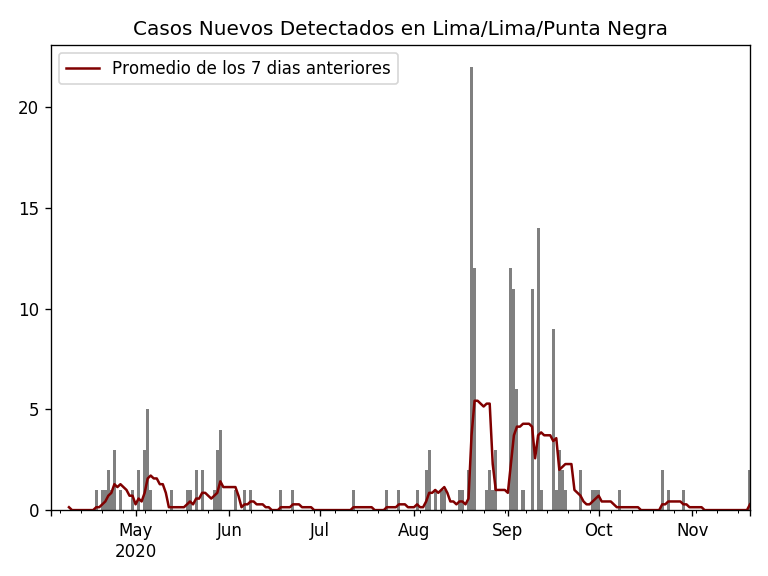 Casos Nuevos Detectados en Lima/Lima/Punta Negra
Promedio de los 7 dias anteriores
20
15
10
5
0
May Jun Jul Aug Sep Oct Nov
2020